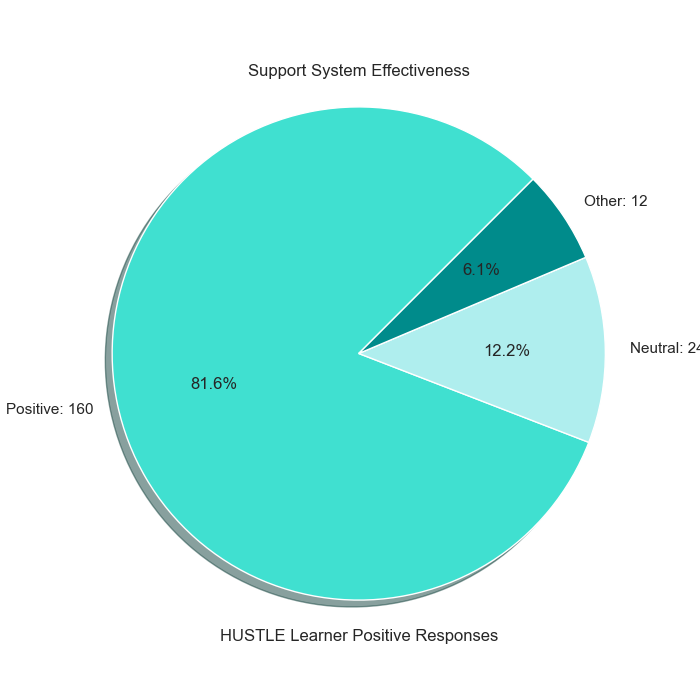 Support System Effectiveness
Other: 12
6.1%
Neutral: 24
12.2%
81.6%
Positive: 160
HUSTLE Learner Positive Responses